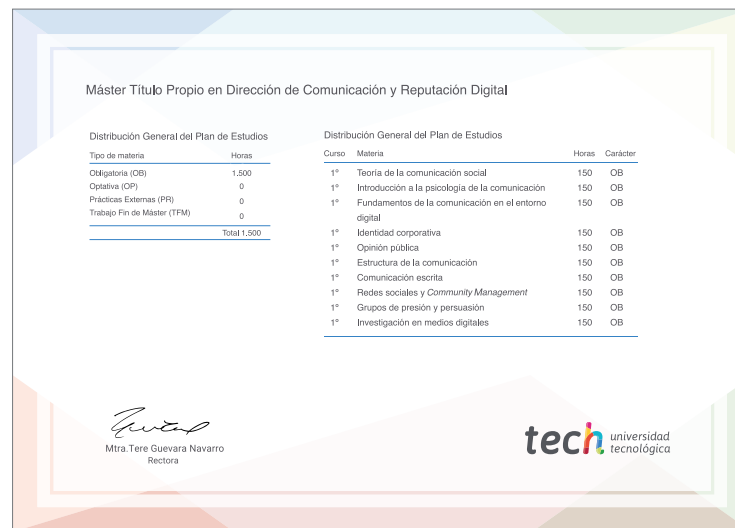 Máster Título Propio en Dirección de Comunicación y Reputación Digital
Distribución General del Plan de Estudios
Tipo de materia Horas
Obligatoria (OB) 1.500
Optativa (OP) 0
Prácticas Externas (PR) 0
Trabajo Fin de Máster (TFM) 0
Total 1.500
Distribución General del Plan de Estudios
Curso Materia Horas Carácter
1º Teoría de la comunicación social 150 OB
1º Introducción a la psicología de la comunicación 150 OB
1º Fundamentos de la comunicación en el entorno 150 OB
digital
1º Identidad corporativa 150 OB
1º Opinión pública 150 OB
1º Estructura de la comunicación 150 OB
1º Comunicación escrita 150 OB
1º Redes sociales y Community Management 150 OB
1º Grupos de presión y persuasión 150 OB
1º Investigación en medios digitales 150 OB
Mtra.Tere Guevara Navarro
Rectora
tech universidad
tecnológica